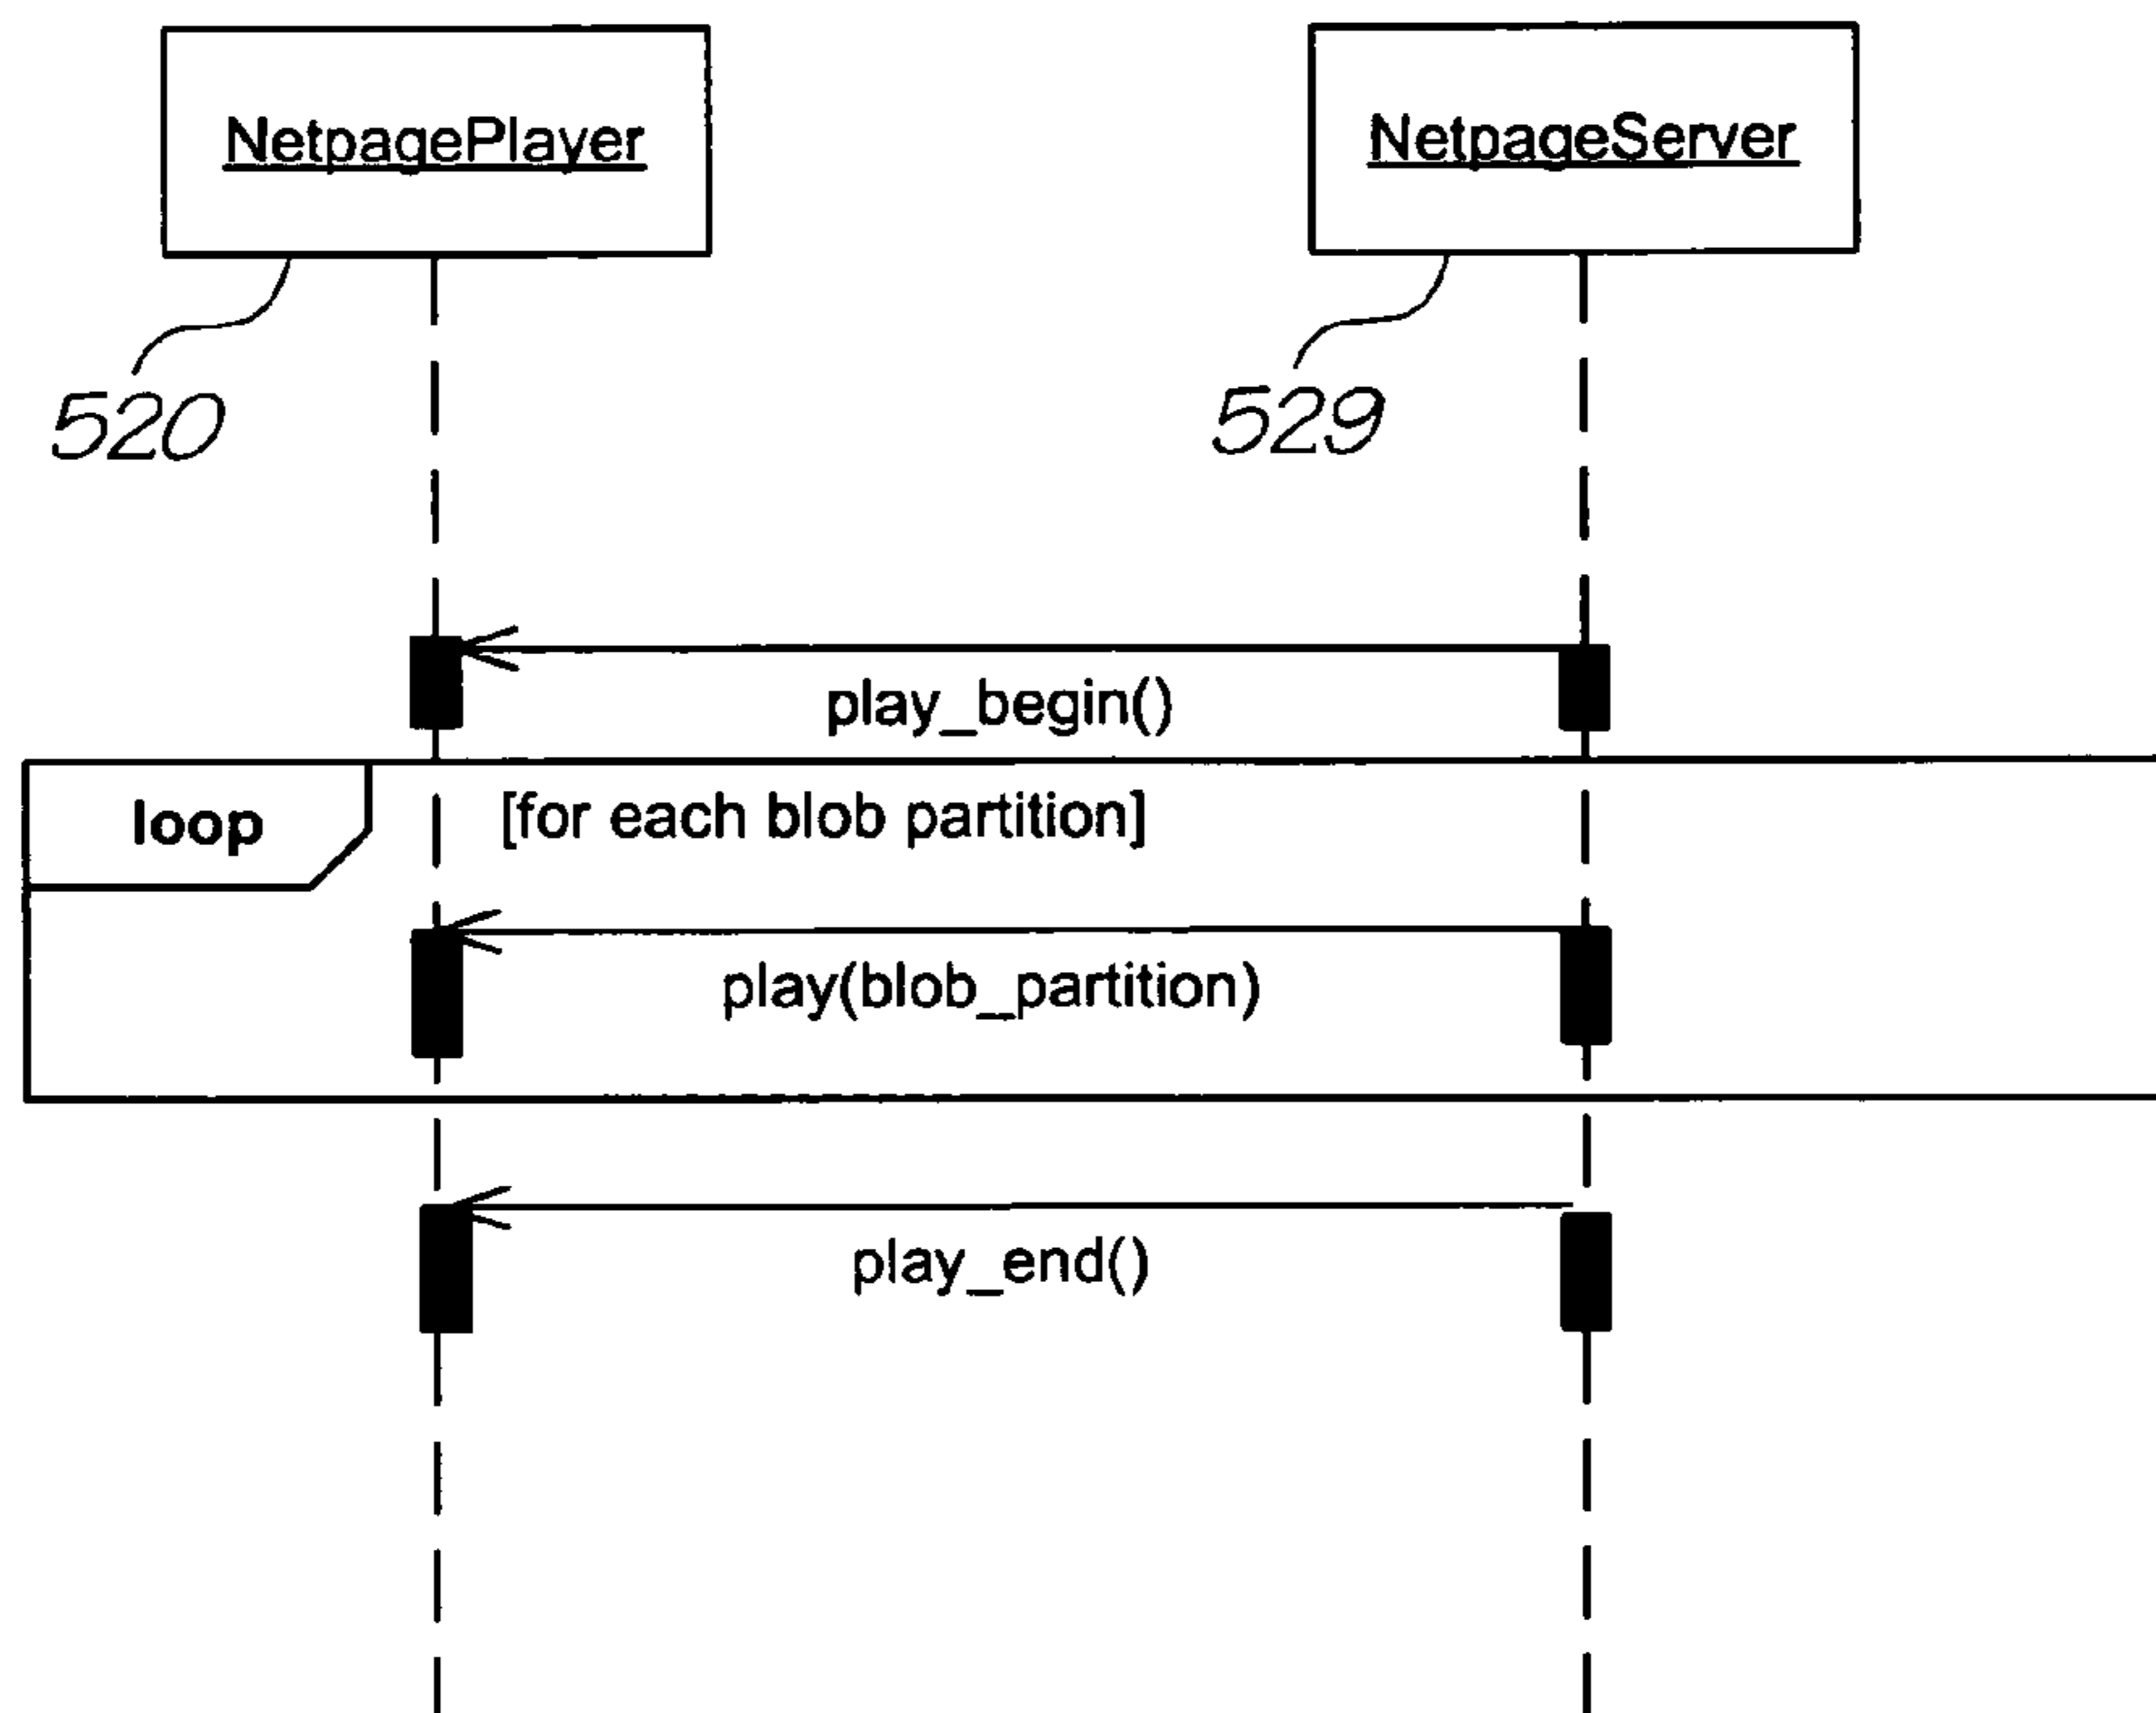 NetpagePlayer
NetpageServer
520
529
play_begin()
loop
[for each blob partition]
play(blob_partition)
play_end()